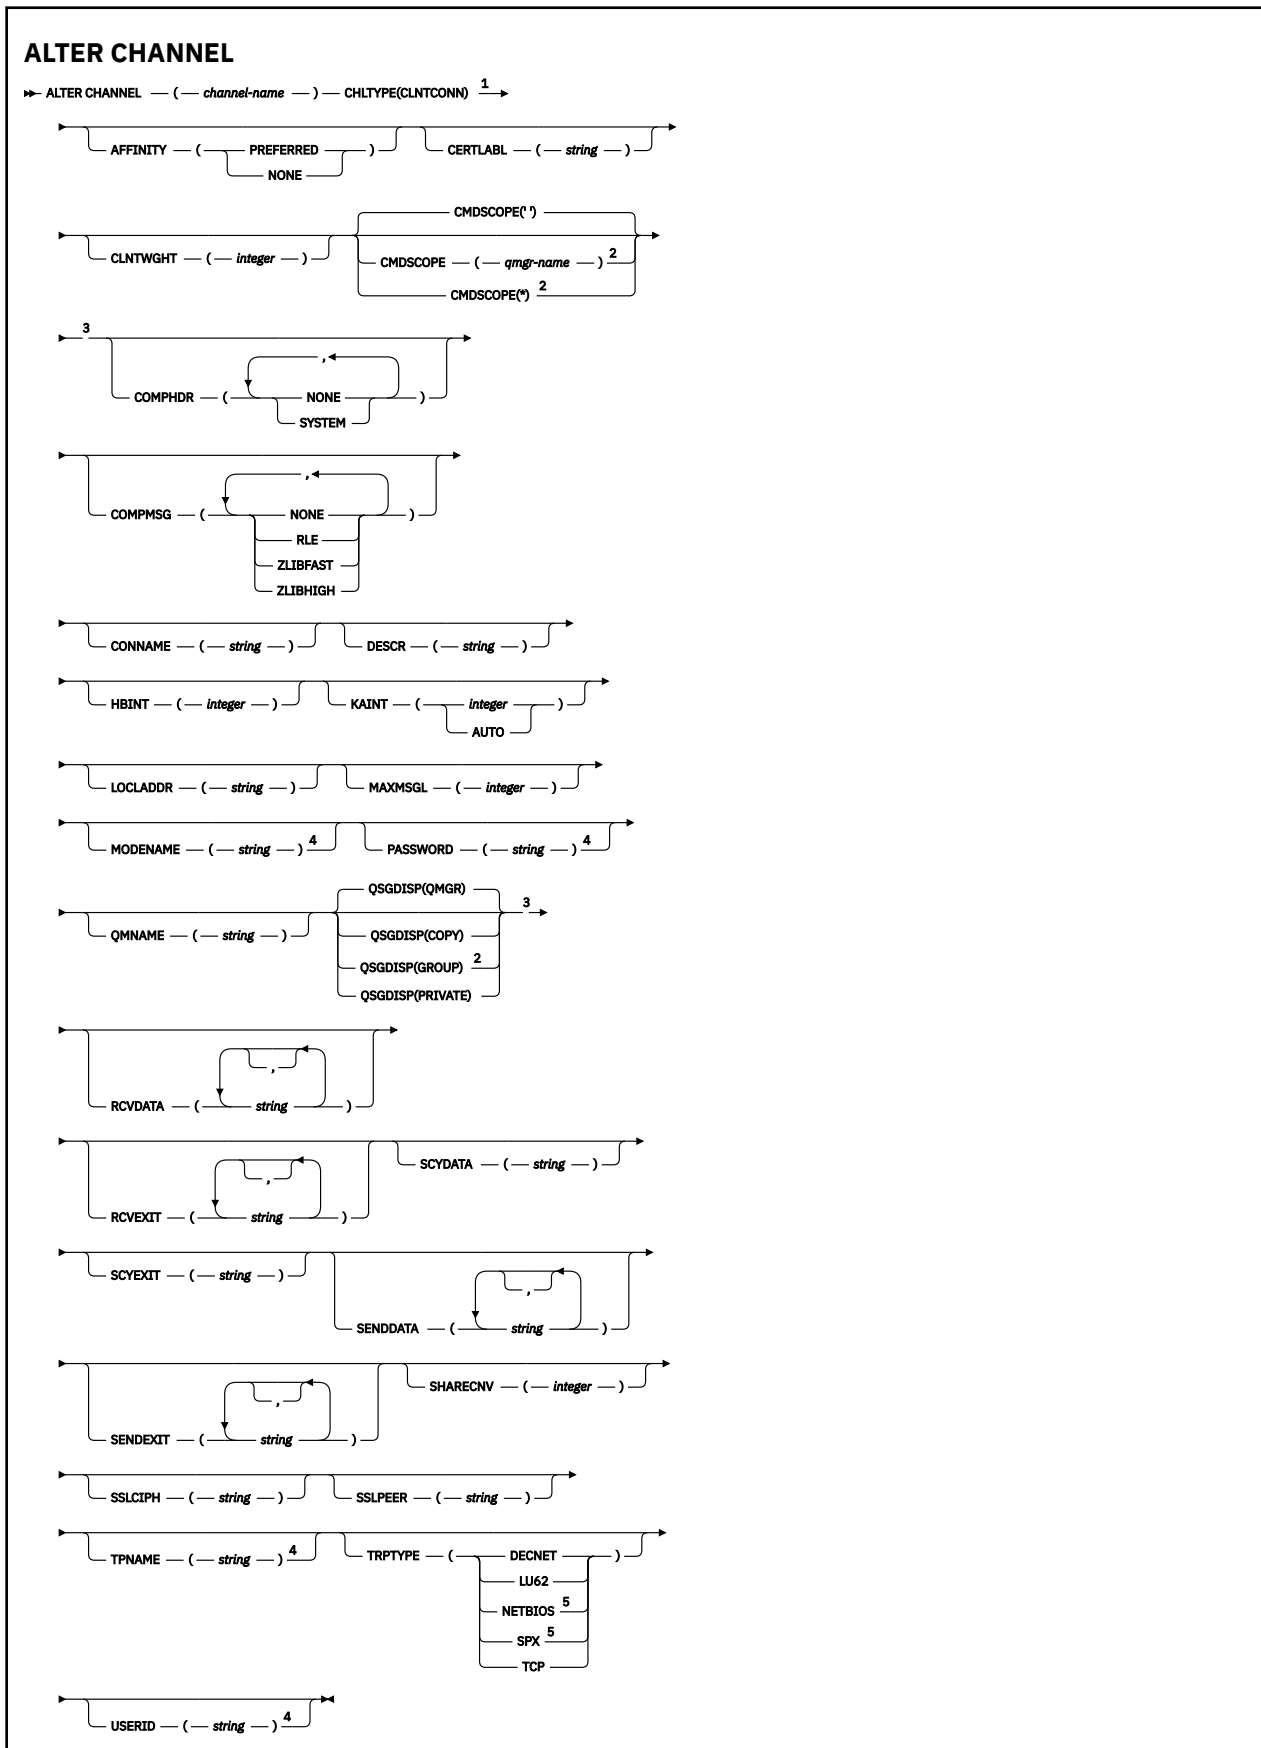 ALTER CHANNEL
ALTER CHANNEL ( channel-name ) CHLTYPE(CLNTCONN) 1
AFFINITY ( PREFERRED ) CERTLABL ( string )
NONE
CMDSCOPE(' ')
CLNTWGHT ( integer ) CMDSCOPE ( qmgr-name ) 2
CMDSCOPE(*) 2
3
,
COMPHDR ( NONE )
SYSTEM
,
COMPMSG ( NONE )
RLE
ZLIBFAST
ZLIBHIGH
CONNAME ( string ) DESCR ( string )
HBINT ( integer ) KAINT ( integer )
AUTO
LOCLADDR ( string ) MAXMSGL ( integer )
MODENAME ( string ) 4 PASSWORD ( string ) 4
QSGDISP(QMGR) 3
QMNAME ( string ) QSGDISP(COPY)
QSGDISP(GROUP) 2
QSGDISP(PRIVATE)
,
RCVDATA ( string )
SCYDATA ( string )
,
RCVEXIT ( string )
SCYEXIT ( string )
,
SENDDATA ( string )
SHARECNV ( integer )
,
SENDEXIT ( string )
SSLCIPH ( string ) SSLPEER ( string )
TPNAME ( string ) 4 TRPTYPE ( DECNET )
LU62
NETBIOS 5
SPX 5
TCP
USERID ( string ) 4